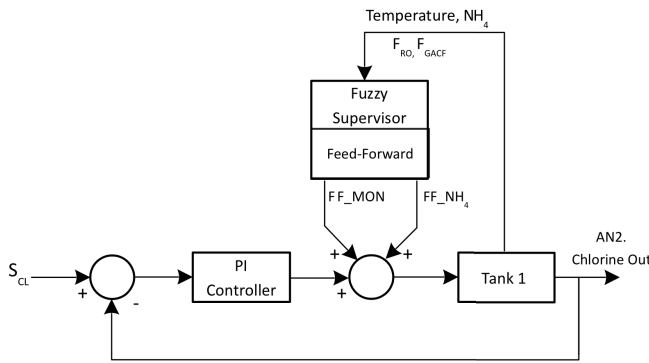 Temperature, NH4
FRO, FGACF
Fuzzy
Supervisor
Feed-Forward
FF_MON
FF_NH4
+
+
AN2.
Chlorine Out
SCL
+
-
PI
Controller
+
Tank 1